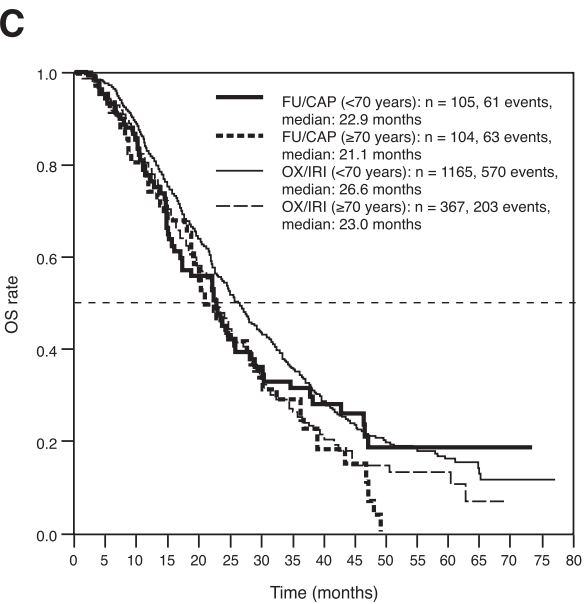 C
1.0
0.8
0.6
0.4
0.2
0.0
OS rate
FU/CAP (<70 years): n = 105, 61 events,
median: 22.9 months
FU/CAP (≥70 years): n = 104, 63 events,
median: 21.1 months
OX/IRI (<70 years): n = 1165, 570 events,
median: 26.6 months
OX/IRI (≥70 years): n = 367, 203 events,
median: 23.0 months
0 5 10 15 20 25 30 35 40 45 50 55 60 65 70 75 80
Time (months)